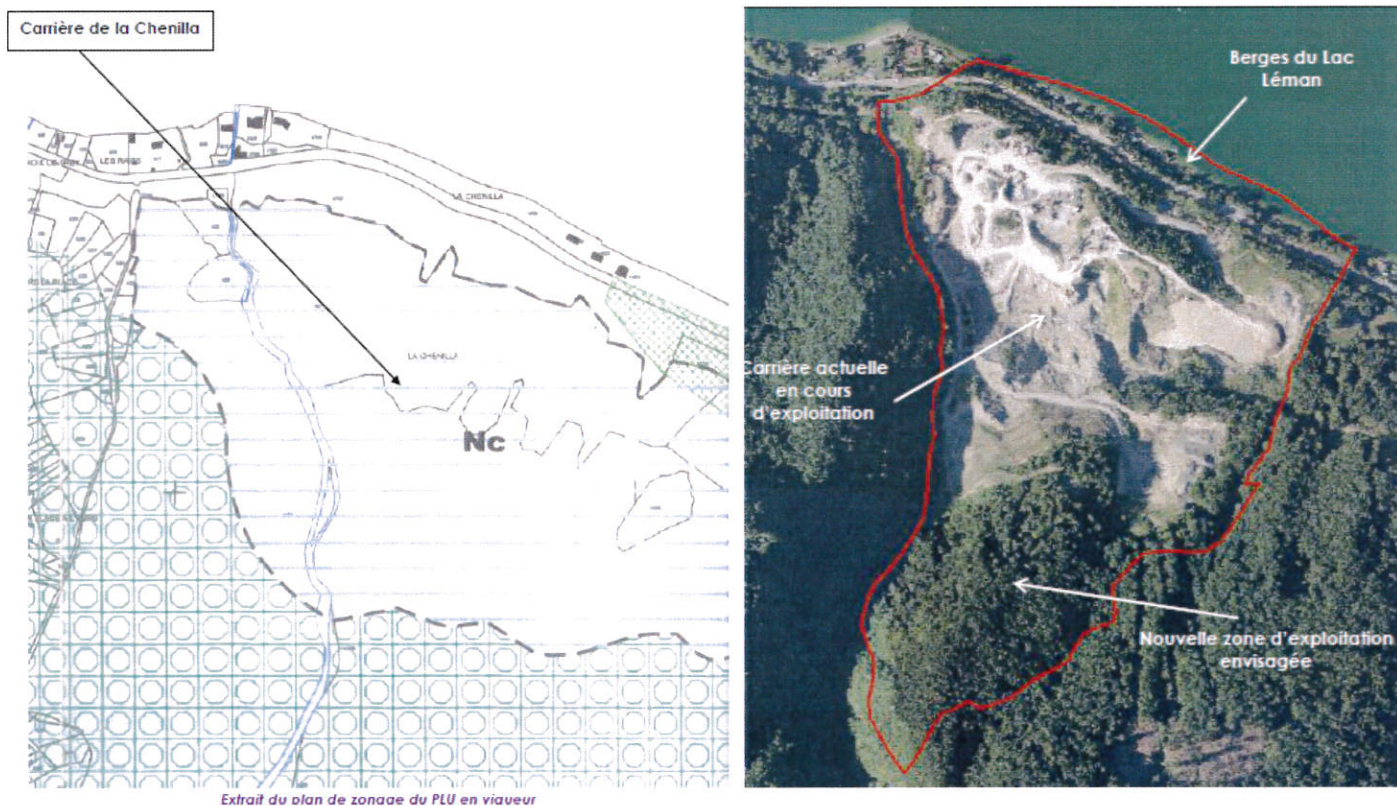 Carrière de la Chenilla
LES RAIES
LA CHENILLA
LA CHENILLA
Nc
Extrait du plan de zonage du PLU en vigueur
Berges du Lac
Léman
Carrière actuelle
en cours
d'exploitation
Nouvelle zone d'exploitation
envisagée